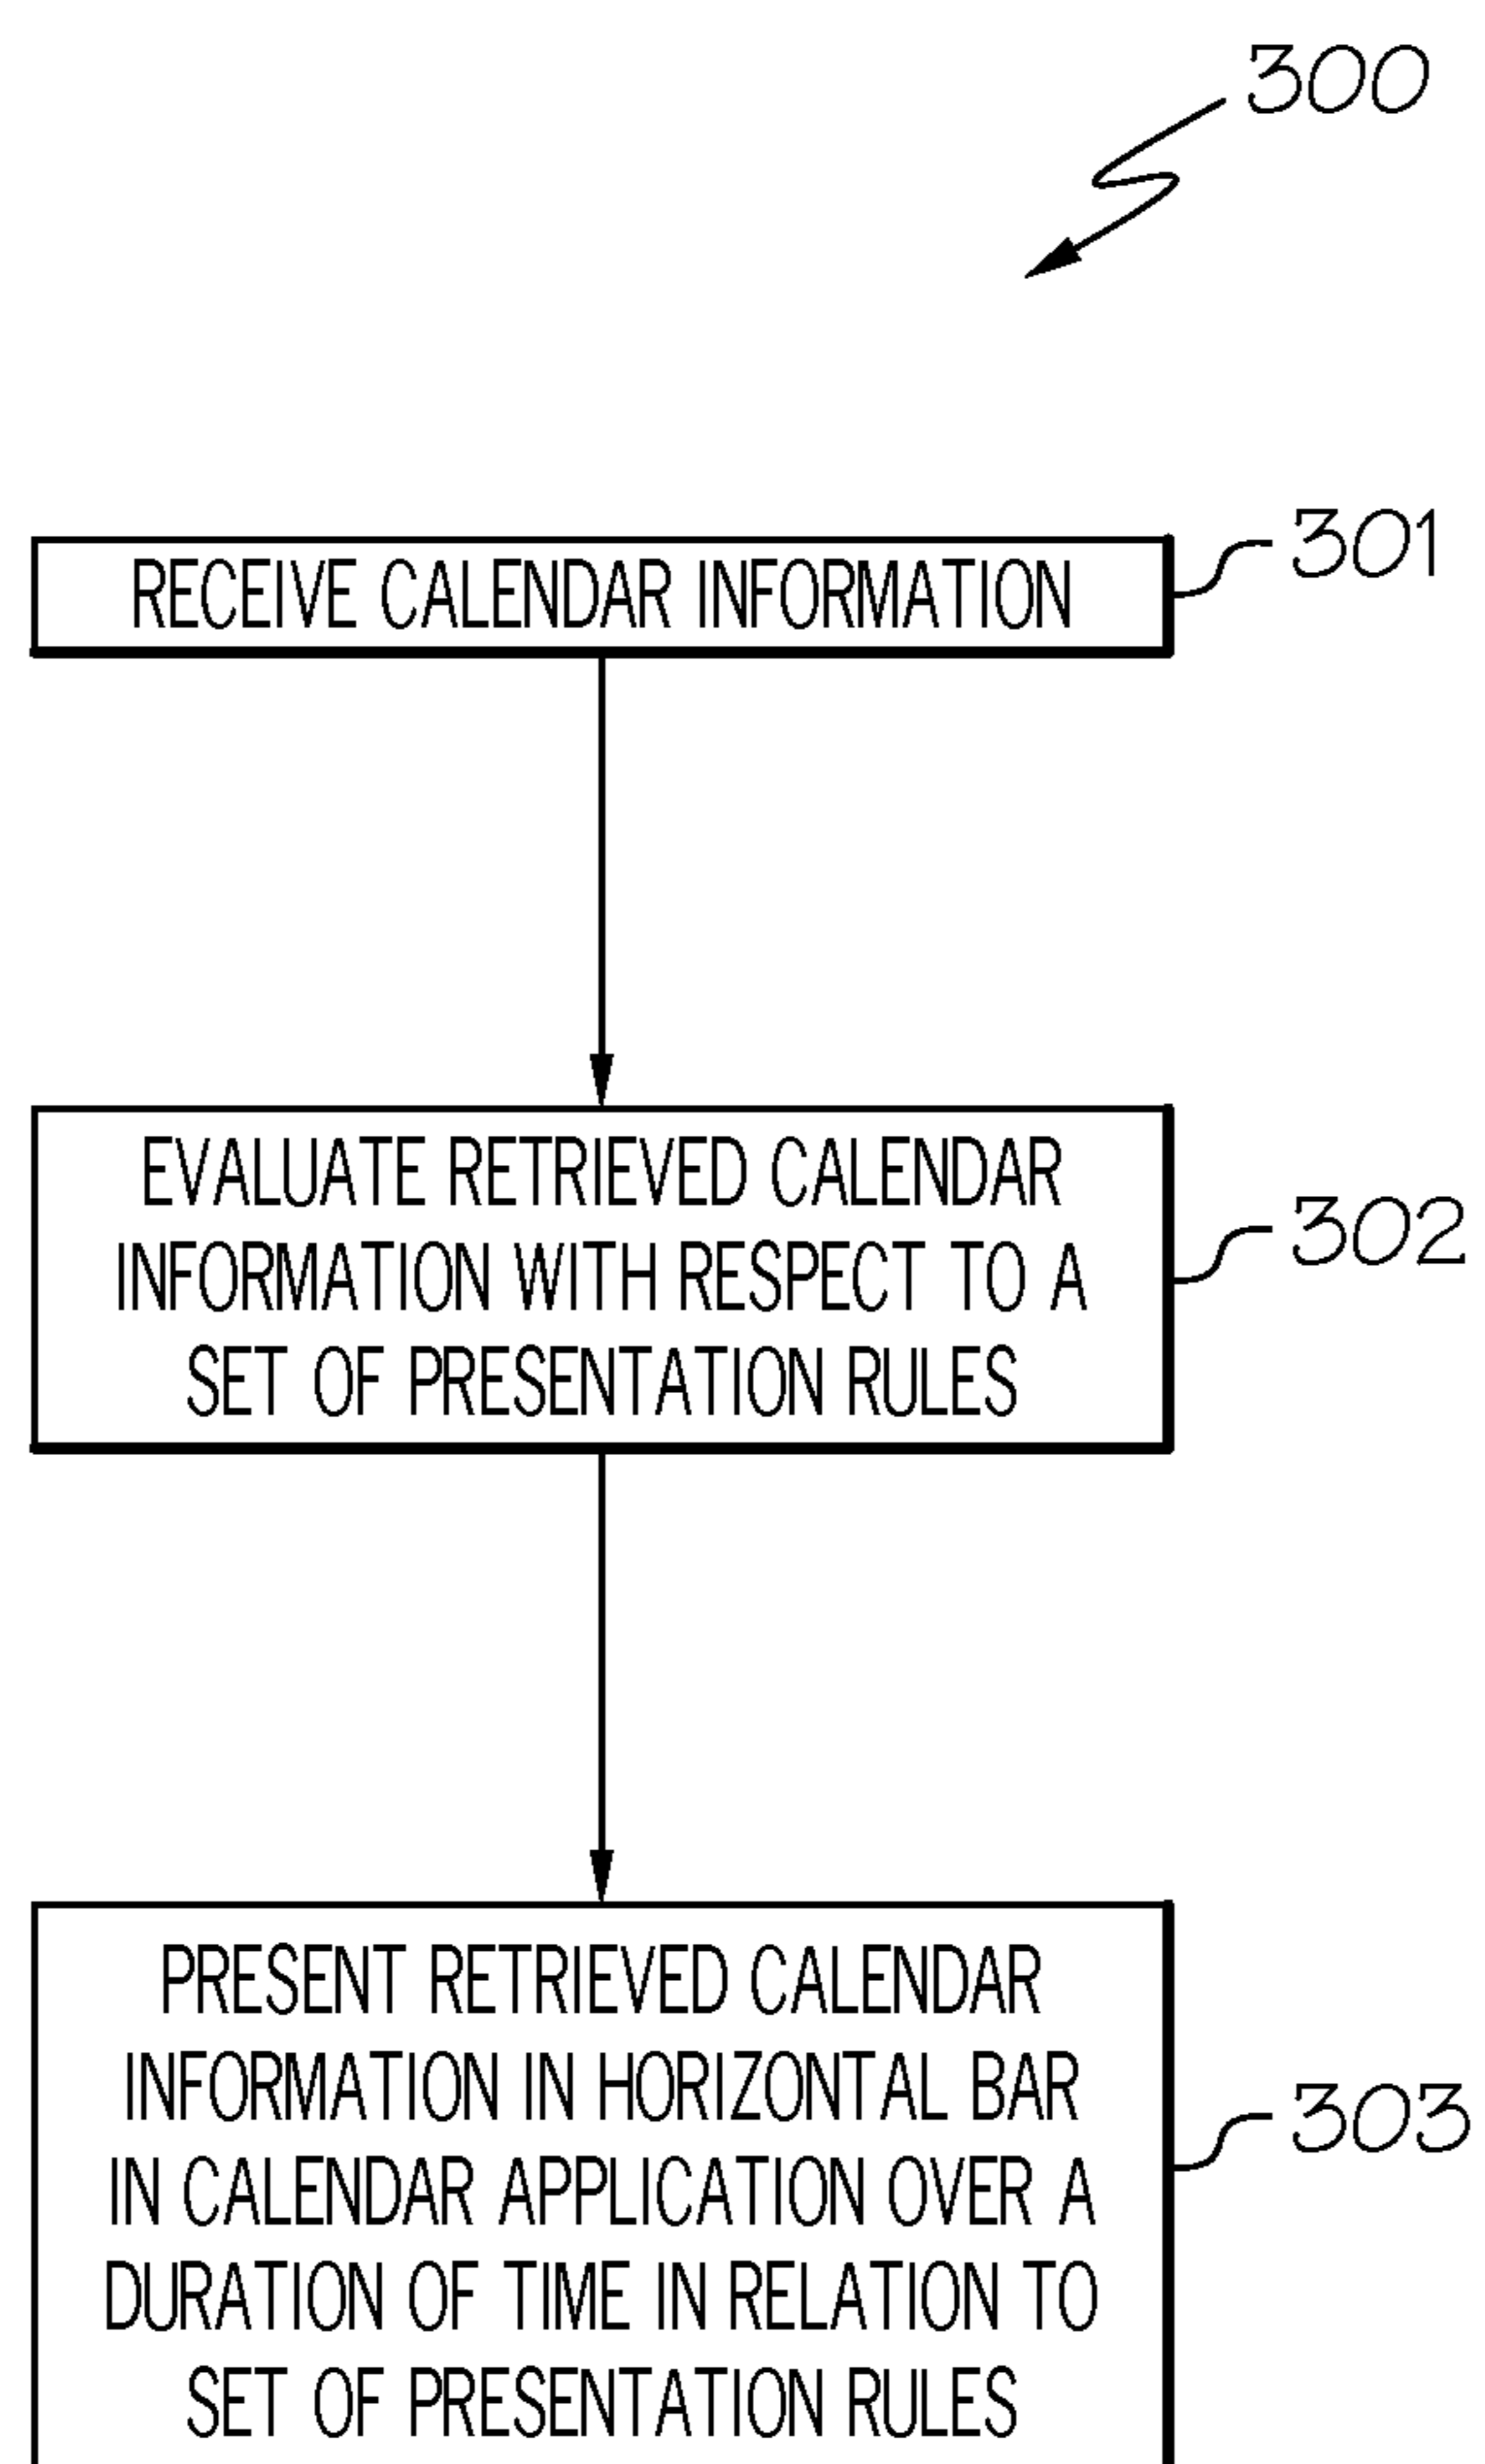 300
RECEIVE CALENDAR INFORMATION
301
EVALUATE RETRIEVED CALENDAR
INFORMATION WITH RESPECT TO A
SET OF PRESENTATION RULES
302
PRESENT RETRIEVED CALENDAR
INFORMATION IN HORIZONTAL BAR
IN CALENDAR APPLICATION OVER A
DURATION OF TIME IN RELATION TO
SET OF PRESENTATION RULES
303